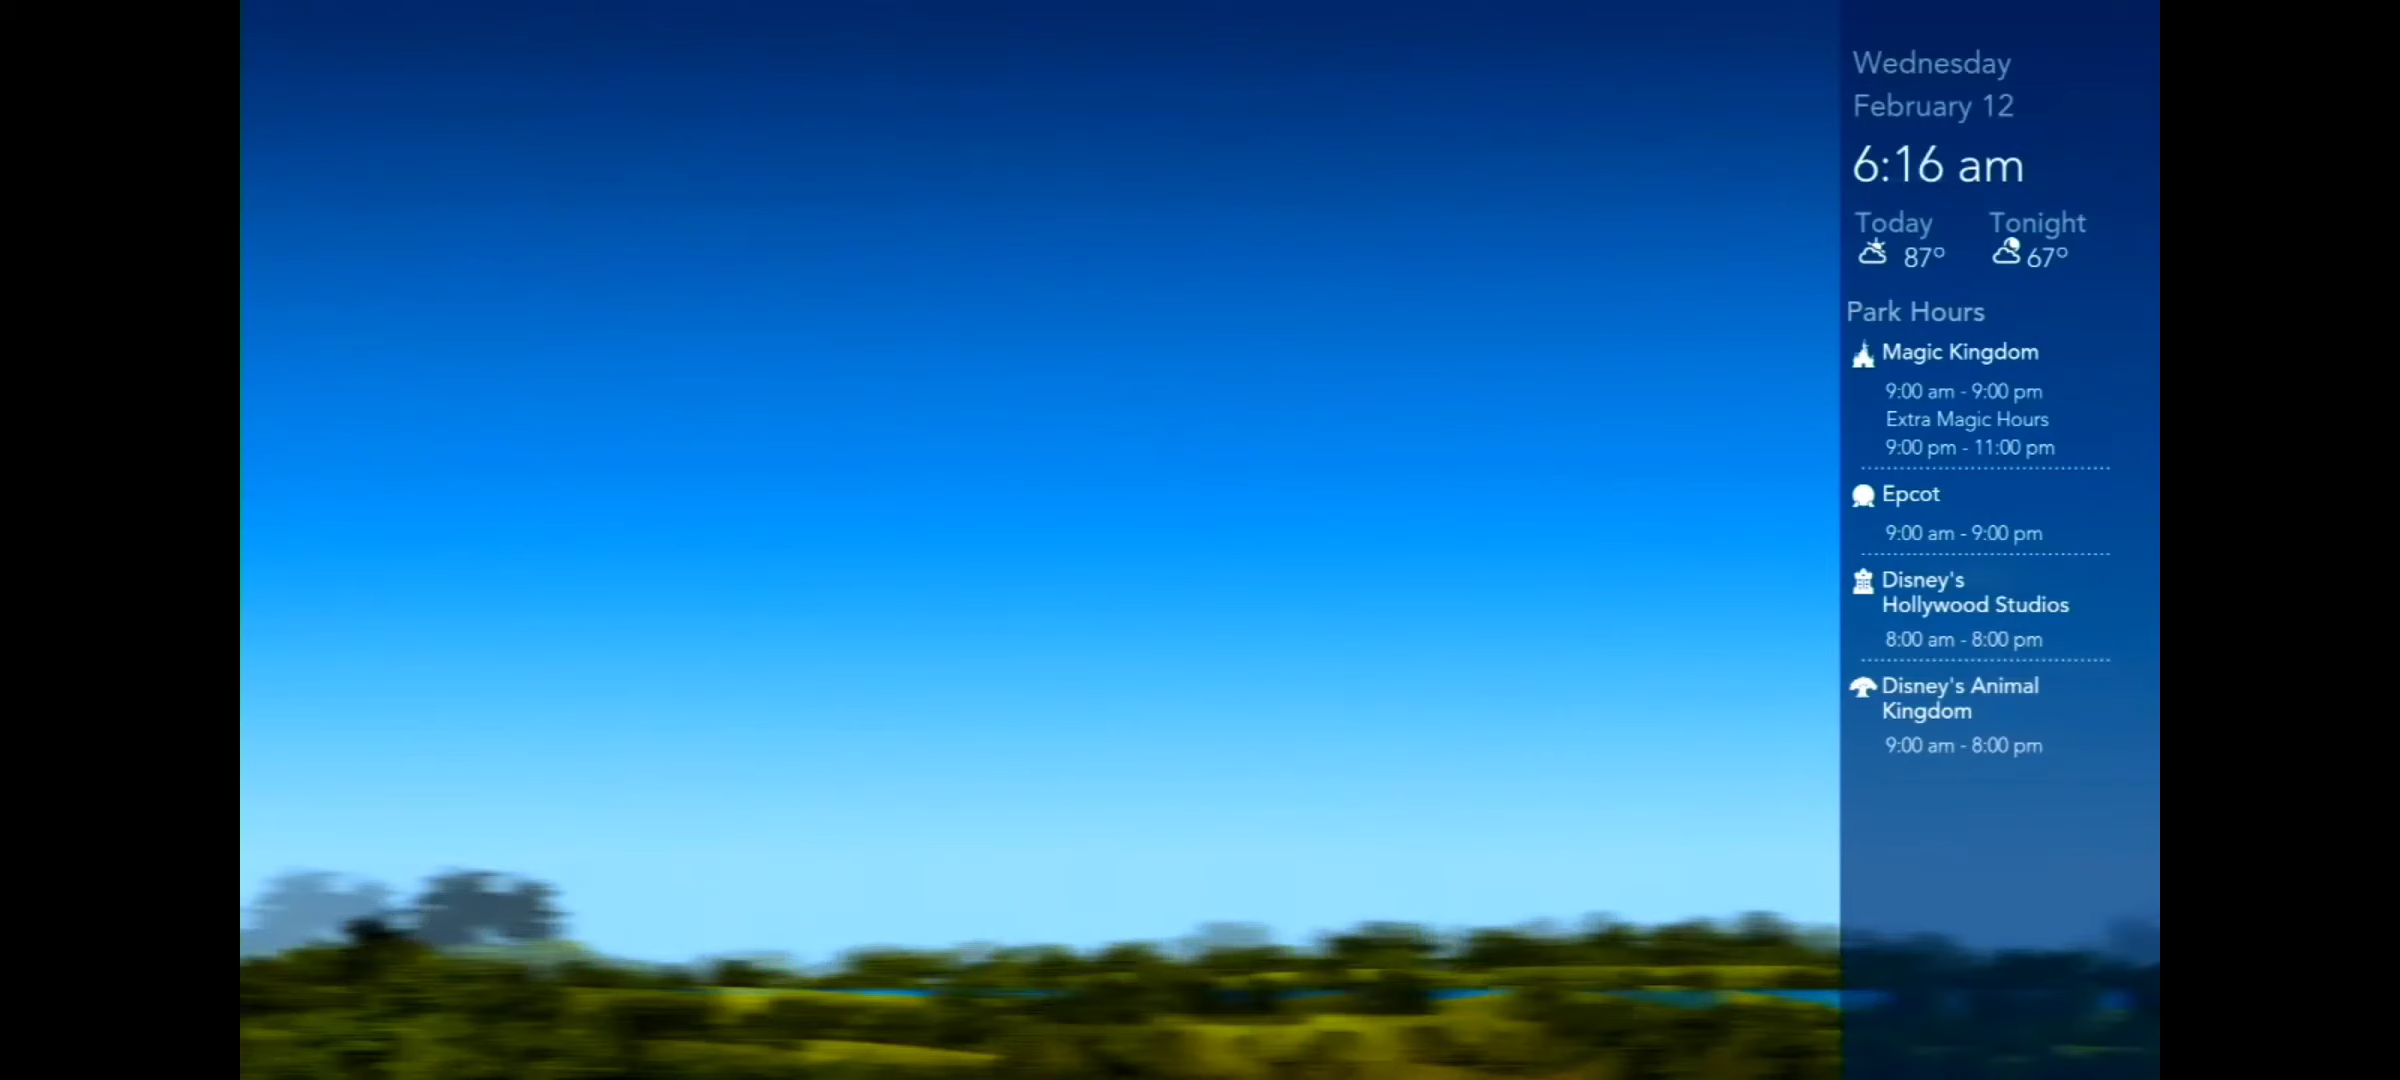 Wednesday
February 12
6:16 am
Today Tonight
87° 67°
Park Hours
Magic Kingdom
9:00 am - 9:00 pm
Extra Magic Hours
9:00 pm - 11:00 pm
Epcot
9:00 am - 9:00 pm
Disney's
Hollywood Studios
8:00 am - 8:00 pm
Disney's Animal
Kingdom
9:00 am - 8:00 pm